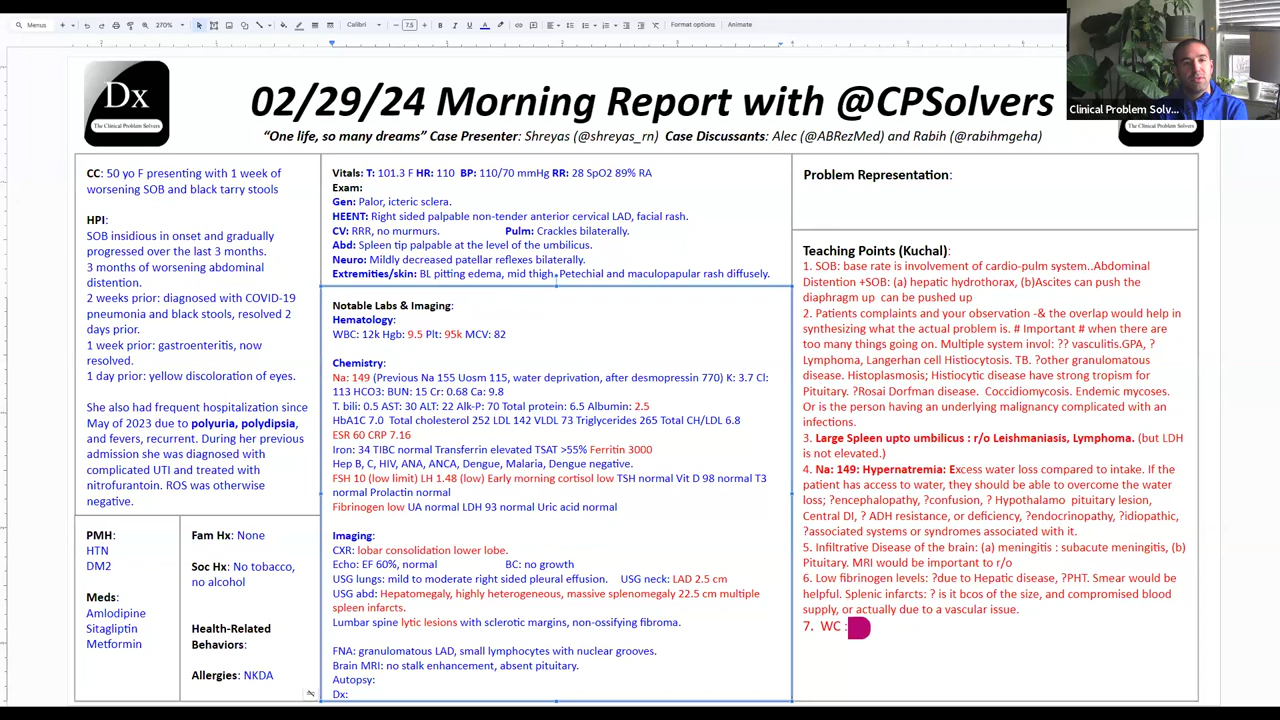 Menus
270%
Calibri
7.5
Format options
Animate
Clinical Problem Solv...
Dx
The Clinical Problem Solvers
02/29/24 Morning Report with @CPSolvers
“One life, so many dreams” Case Presenter: Shreyas (@shreyas_rn) Case Discussants: Alec (@ABRezMed) and Rabih (@rabihmgeha)
The Clinical Problem Solvers
CC: 50 yo F presenting with 1 week of
worsening SOB and black tarry stools
HPI:
SOB insidious in onset and gradually
progressed over the last 3 months.
3 months of worsening abdominal
distention.
2 weeks prior: diagnosed with COVID-19
pneumonia and black stools, resolved 2
days prior.
1 week prior: gastroenteritis, now
resolved.
1 day prior: yellow discoloration of eyes.
She also had frequent hospitalization since
May of 2023 due to polyuria, polydipsia,
and fevers, recurrent. During her previous
admission she was diagnosed with
complicated UTI and treated with
nitrofurantoin. ROS was otherwise
negative.
PMH:
HTN
DM2
Meds:
Amlodipine
Sitagliptin
Metformin
Fam Hx: None
Soc Hx: No tobacco,
no alcohol
Health-Related
Behaviors:
Allergies: NKDA
Vitals: T: 101.3 F HR: 110 BP: 110/70 mmHg RR: 28 SpO2 89% RA
Exam:
Gen: Palor, icteric sclera.
HEENT: Right sided palpable non-tender anterior cervical LAD, facial rash.
CV: RRR, no murmurs. Pulm: Crackles bilaterally.
Abd: Spleen tip palpable at the level of the umbilicus.
Neuro: Mildly decreased patellar reflexes bilaterally.
Extremities/skin: BL pitting edema, mid thigh. Petechial and maculopapular rash diffusely.
Notable Labs & Imaging:
Hematology:
WBC: 12k Hgb: 9.5 Plt: 95k MCV: 82
Chemistry:
Na: 149 (Previous Na 155 Uosm 115, water deprivation, after desmopressin 770) K: 3.7 Cl:
113 HCO3: BUN: 15 Cr: 0.68 Ca: 9.8
T. bili: 0.5 AST: 30 ALT: 22 Alk-P: 70 Total protein: 6.5 Albumin: 2.5
HbA1C 7.0 Total cholesterol 252 LDL 142 VLDL 73 Triglycerides 265 Total CH/LDL 6.8
ESR 60 CRP 7.16
Iron: 34 TIBC normal Transferrin elevated TSAT >55% Ferritin 3000
Hep B, C, HIV, ANA, ANCA, Dengue, Malaria, Dengue negative.
FSH 10 (low limit) LH 1.48 (low) Early morning cortisol low TSH normal Vit D 98 normal T3
normal Prolactin normal
Fibrinogen low UA normal LDH 93 normal Uric acid normal
Imaging:
CXR: lobar consolidation lower lobe.
Echo: EF 60%, normal BC: no growth
USG lungs: mild to moderate right sided pleural effusion. USG neck: LAD 2.5 cm
USG abd: Hepatomegaly, highly heterogeneous, massive splenomegaly 22.5 cm multiple
spleen infarcts.
Lumbar spine lytic lesions with sclerotic margins, non-ossifying fibroma.
FNA: granulomatous LAD, small lymphocytes with nuclear grooves.
Brain MRI: no stalk enhancement, absent pituitary.
Autopsy:
Dx:
Problem Representation:
Teaching Points (Kuchal):
1. SOB: base rate is involvement of cardio-pulm system..Abdominal
Distention +SOB: (a) hepatic hydrothorax, (b)Ascites can push the
diaphragm up can be pushed up
2. Patients complaints and your observation -& the overlap would help in
synthesizing what the actual problem is. # Important # when there are
too many things going on. Multiple system invol: ?? vasculitis.GPA, ?
Lymphoma, Langerhan cell Histiocytosis. TB. ?other granulomatous
disease. Histoplasmosis; Histiocytic disease have strong tropism for
Pituitary. ?Rosai Dorfman disease. Coccidiomycosis. Endemic mycoses.
Or is the person having an underlying malignancy complicated with an
infections.
3. Large Spleen upto umbilicus : r/o Leishmaniasis, Lymphoma. (but LDH
is not elevated.)
4. Na: 149: Hypernatremia: Excess water loss compared to intake. If the
patient has access to water, they should be able to overcome the water
loss; ?encephalopathy, ?confusion, ? Hypothalamo pituitary lesion,
Central DI, ? ADH resistance, or deficiency, ?endocrinopathy, ?idiopathic,
?associated systems or syndromes associated with it.
5. Infiltrative Disease of the brain: (a) meningitis : subacute meningitis, (b)
Pituitary. MRI would be important to r/o
6. Low fibrinogen levels: ?due to Hepatic disease, ?PHT. Smear would be
helpful. Splenic infarcts: ? is it bcos of the size, and compromised blood
supply, or actually due to a vascular issue.
7. WC :